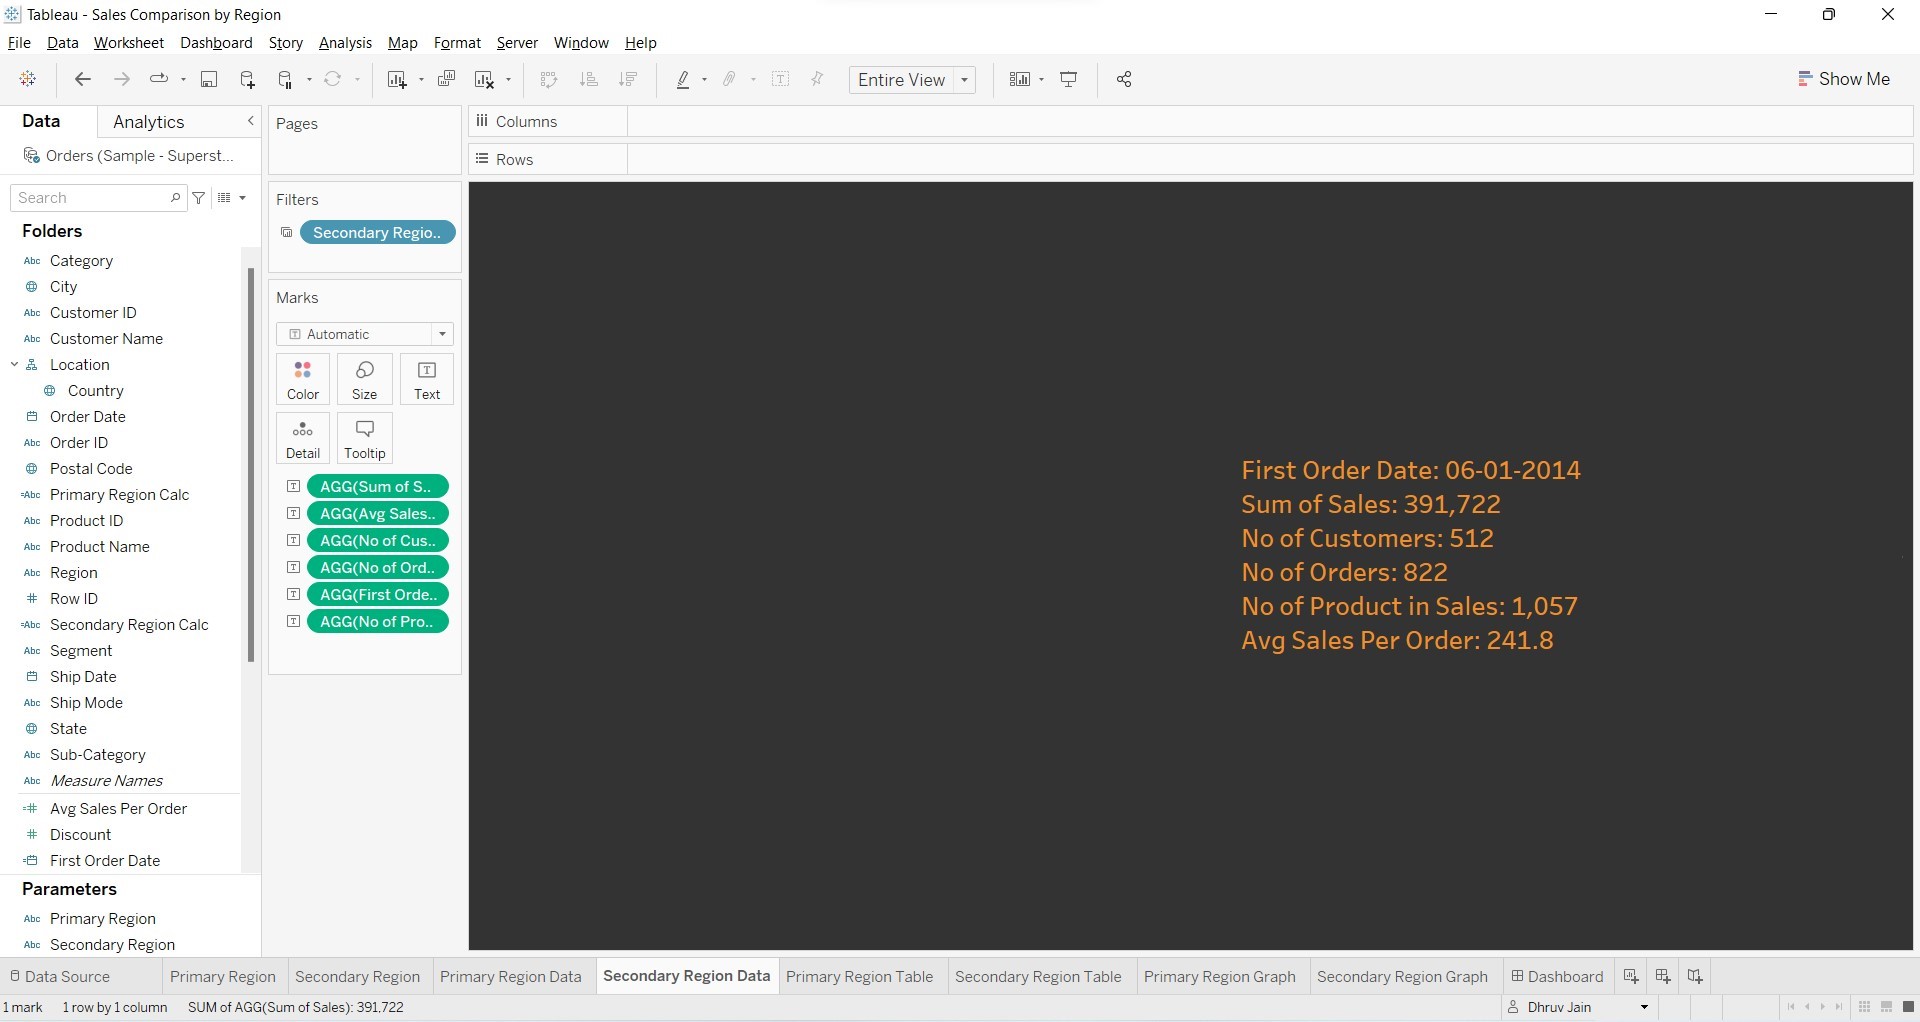 Tableau - Sales Comparison by Region
File Data Worksheet Dashboard Story Analysis Map Format Server Window Help
Entire View
Show Me
Data Analytics
Orders (Sample - Superst...
Search
Folders
Abc Category
City
Abc Customer ID
Abc Customer Name
Location
Country
Order Date
Abc Order ID
Postal Code
=Abc Primary Region Calc
Abc Product ID
Abc Product Name
Abc Region
# Row ID
=Abc Secondary Region Calc
Abc Segment
Ship Date
Abc Ship Mode
State
Abc Sub-Category
Abc Measure Names
=# Avg Sales Per Order
# Discount
First Order Date
Parameters
Abc Primary Region
Abc Secondary Region
Pages
Filters
Secondary Regio..
Marks
Automatic
Color Size Text
Detail Tooltip
AGG(Sum of S..
AGG(Avg Sales..
AGG(No of Cus..
AGG(No of Ord..
AGG(First Orde..
AGG(No of Pro..
Columns
Rows
First Order Date: 06-01-2014
Sum of Sales: 391,722
No of Customers: 512
No of Orders: 822
No of Product in Sales: 1,057
Avg Sales Per Order: 241.8
Data Source Primary Region Secondary Region Primary Region Data Secondary Region Data Primary Region Table Secondary Region Table Primary Region Graph Secondary Region Graph Dashboard
1 mark 1 row by 1 column SUM of AGG(Sum of Sales): 391,722 Dhruv Jain